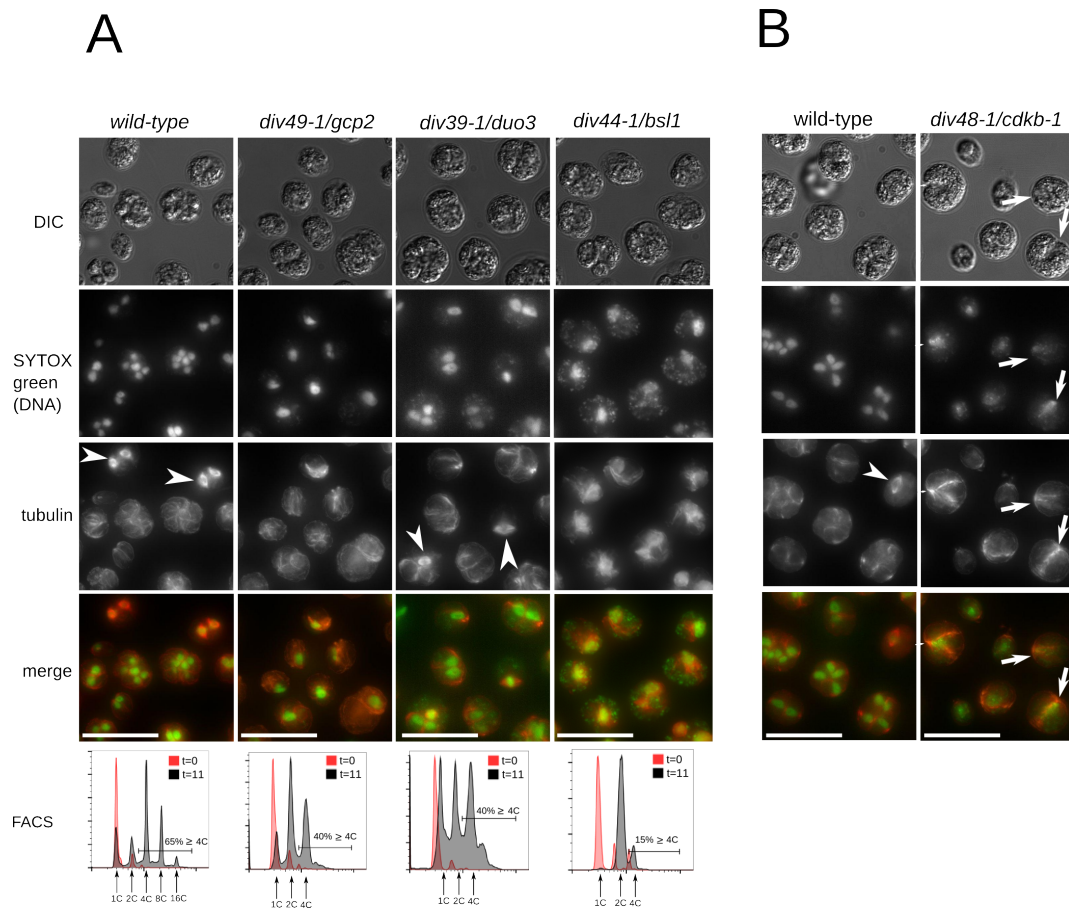 A
B
wild-type div49-1/gcp2 div39-1/duo3 div44-1/bsl1
wild-type div48-1/cdkb-1
DIC
SYTOX
green
(DNA)
tubulin
merge
FACS
t=0
t=11
65% ≥ 4C
1C 2C 4C 8C 16C
t=0
t=11
40% ≥ 4C
1C 2C 4C
t=0
t=11
40% ≥ 4C
1C 2C 4C
t=0
t=11
15% ≥ 4C
1C 2C 4C